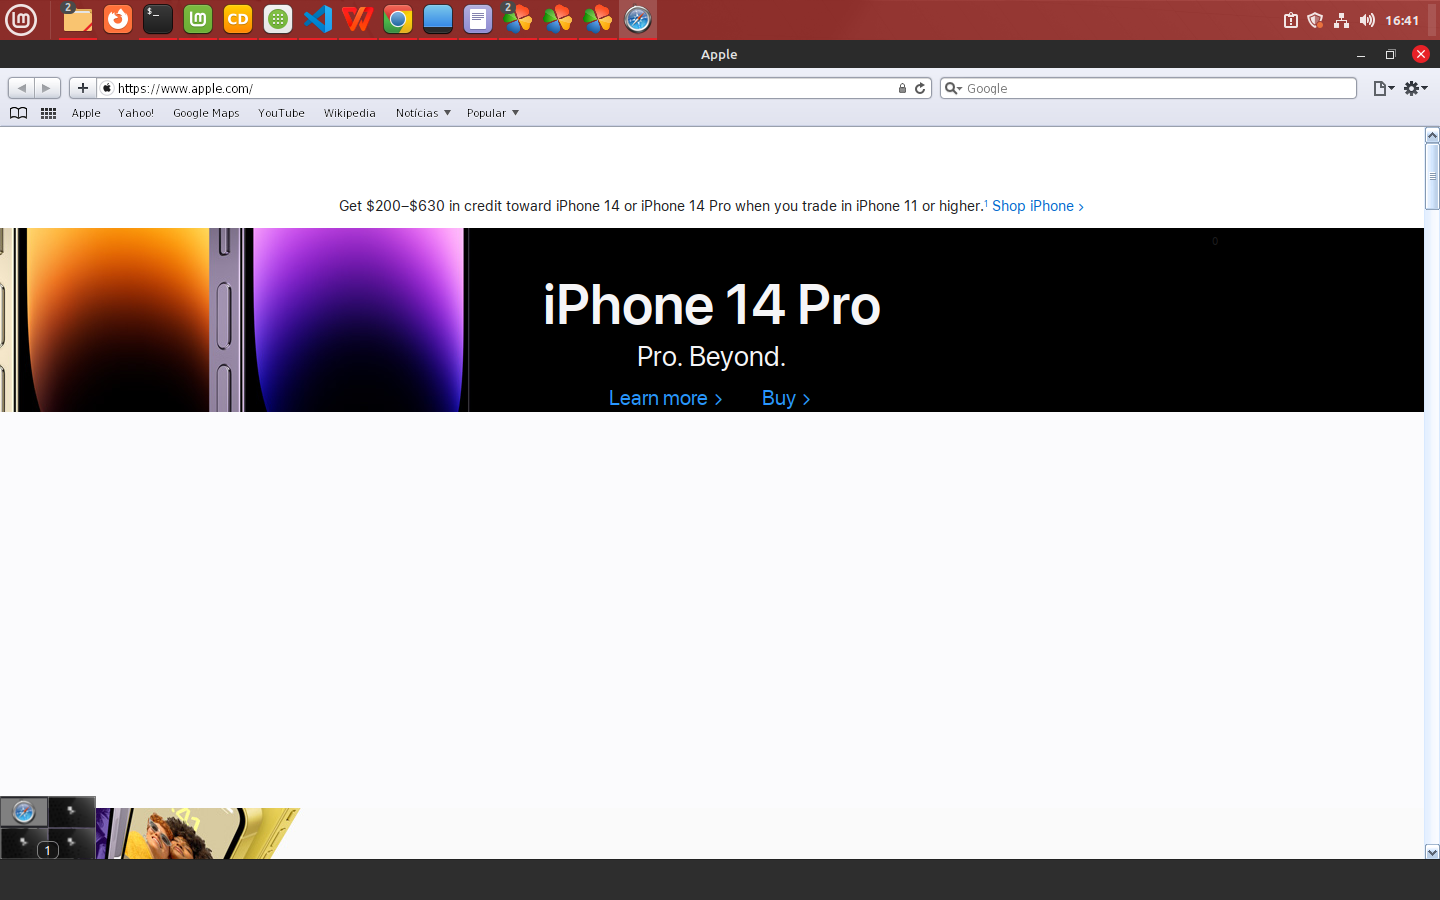 2
$_
CD
2
16:41
Apple
https://www.apple.com/
Google
Apple Yahoo! Google Maps YouTube Wikipedia Notícias Popular
Get $200–$630 in credit toward iPhone 14 or iPhone 14 Pro when you trade in iPhone 11 or higher.¹ Shop iPhone >
iPhone 14 Pro
Pro. Beyond.
Learn more > Buy >
1